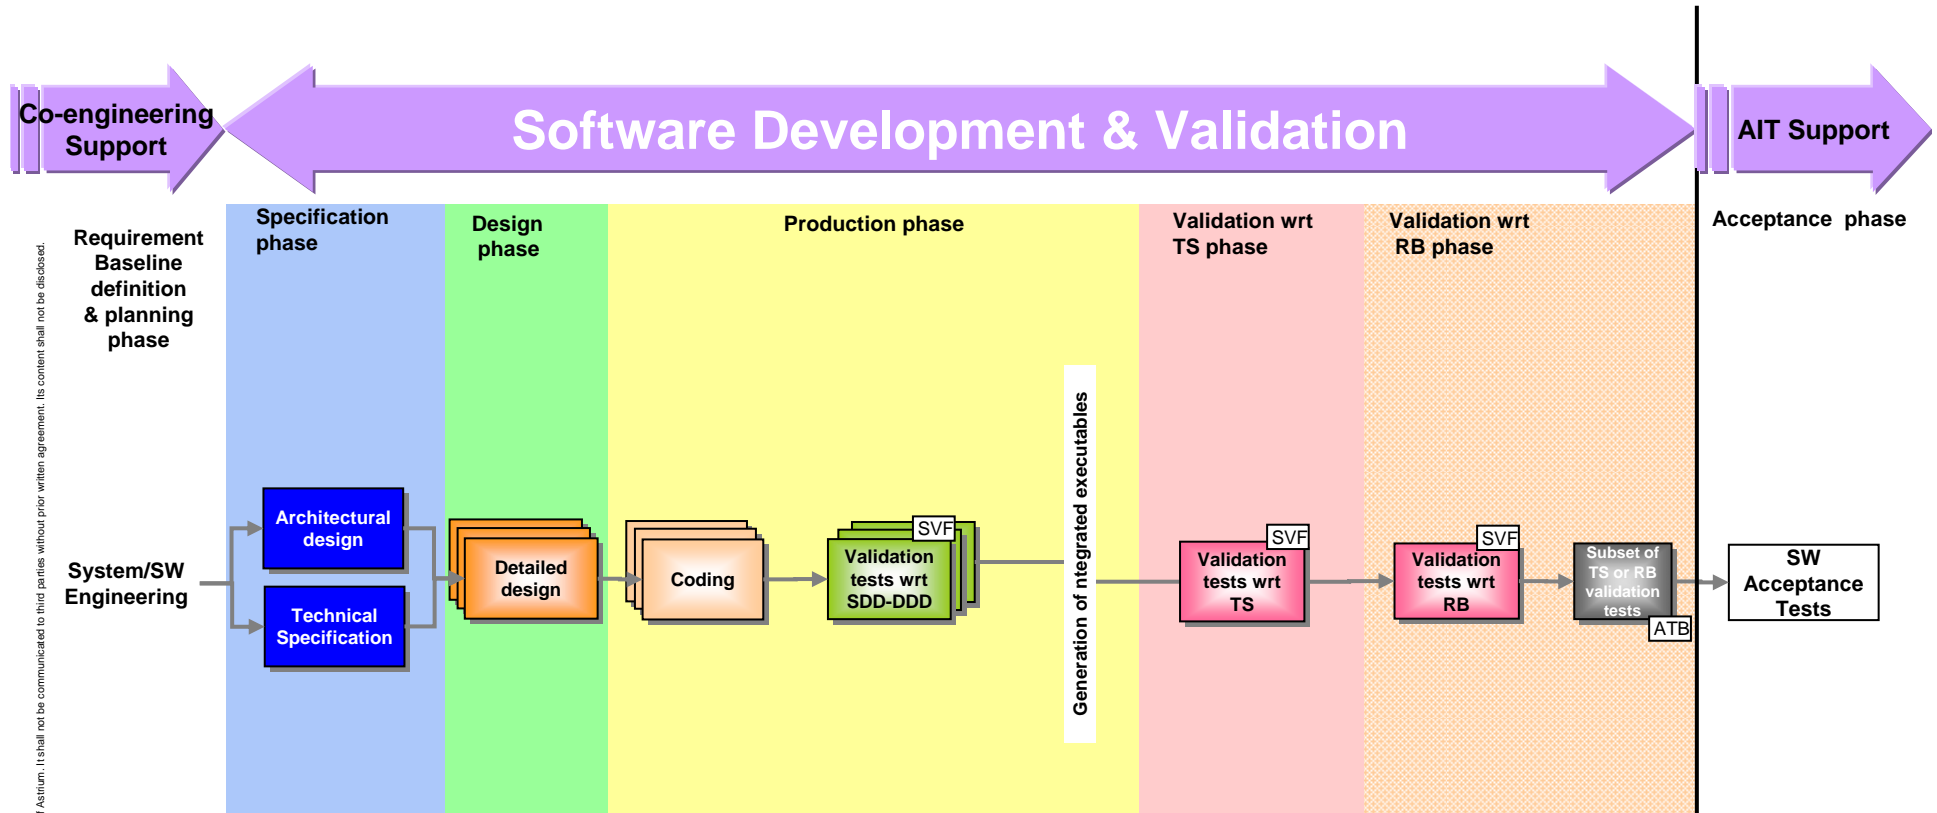 Co-engineering
Support
Software Development & Validation
AIT Support
Requirement
Baseline
definition
& planning
phase
Specification
phase
Design
phase
Production phase
Validation wrt
TS phase
Validation wrt
RB phase
Acceptance phase
f Astrium. It shall not be communicated to third parties without prior written agreement. Its content shall not be disclosed.
System/SW
Engineering
Architectural
design
Technical
Specification
Detailed
design
Coding
SVF
Validation
tests wrt
SDD-DDD
Generation of ntegrated executables
SVF
Validation
tests wrt
TS
SVF
Validation
tests wrt
RB
Subset of
TS or RB
validation
tests
ATB
SW
Acceptance
Tests